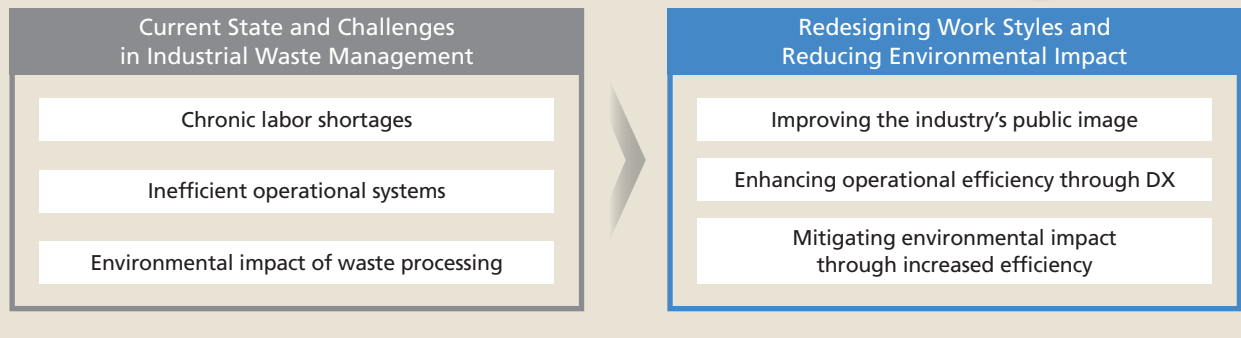 Current State and Challenges
in Industrial Waste Management
Chronic labor shortages
Inefficient operational systems
Environmental impact of waste processing
Redesigning Work Styles and
Reducing Environmental Impact
Improving the industry’s public image
Enhancing operational efficiency through DX
Mitigating environmental impact
through increased efficiency